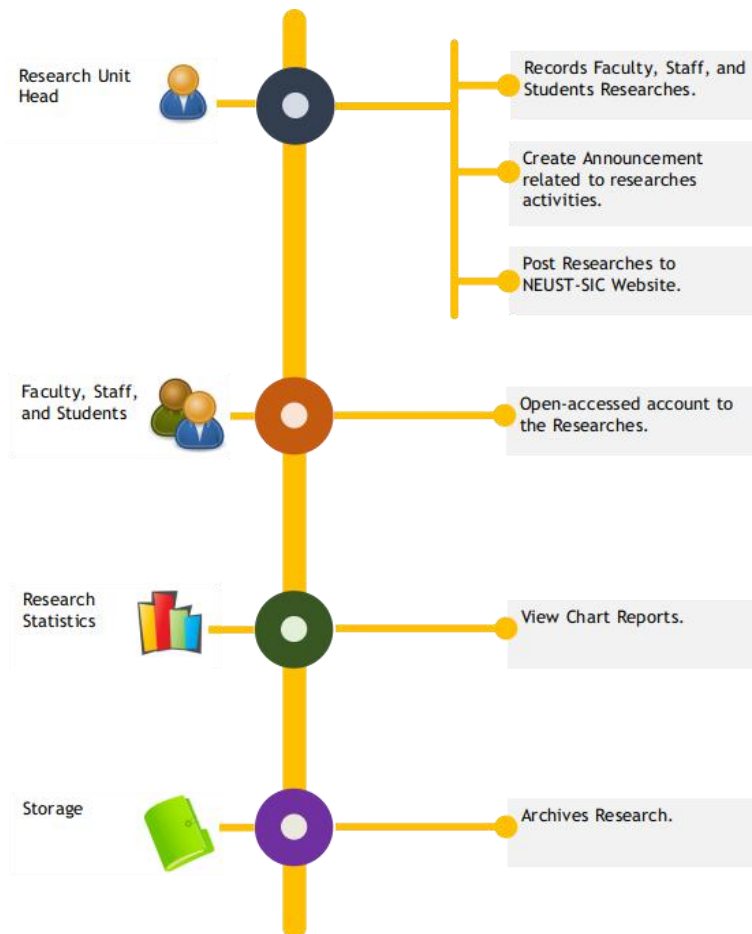 Research Unit
Head
Records Faculty, Staff, and
Students Researches.
Create Announcement
related to researches
activities.
Post Researches to
NEUST-SIC Website.
Faculty, Staff,
and Students
Open-accessed account to
the Researches.
Research
Statistics
View Chart Reports.
Storage
Archives Research.